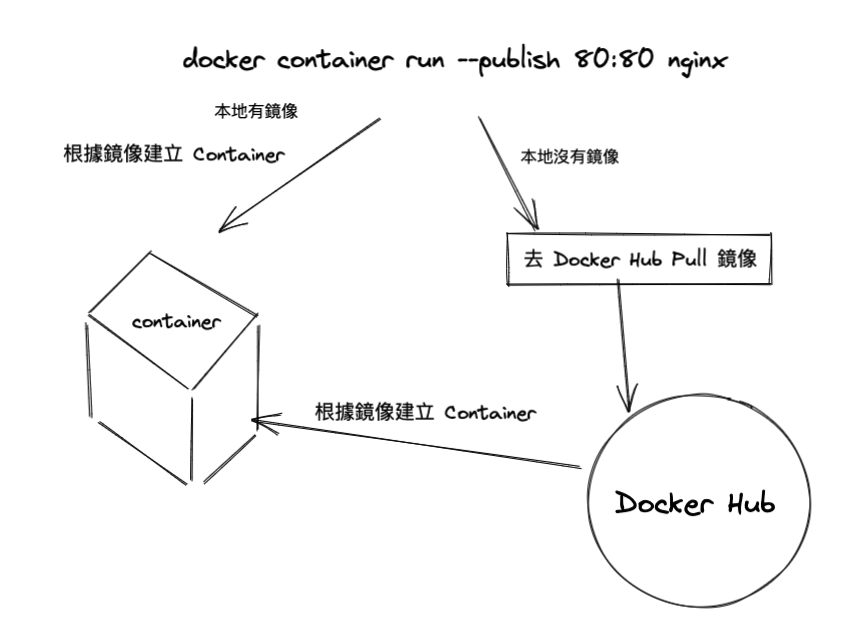 docker container run --publish 80:80 nginx
本地有鏡像
根據鏡像建立 Container
本地沒有鏡像
去 Docker Hub Pull 鏡像
container
根據鏡像建立 Container
Docker Hub